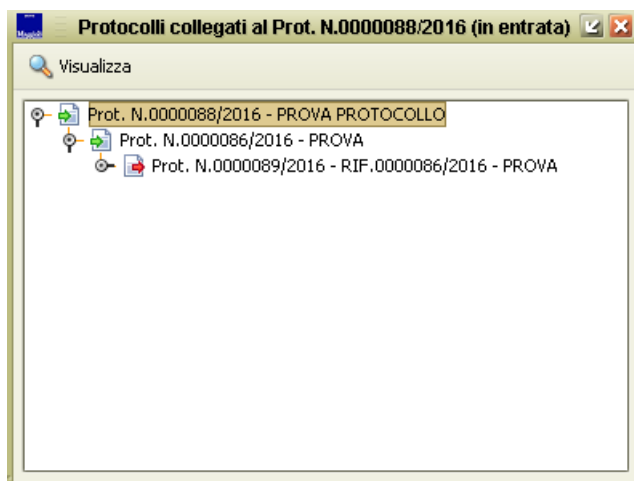 Protocolli collegati al Prot. N.0000088/2016 (in entrata)
Visualizza
Prot. N.0000088/2016 - PROVA PROTOCOLLO
Prot. N.0000086/2016 - PROVA
Prot. N.0000089/2016 - RIF.0000086/2016 - PROVA